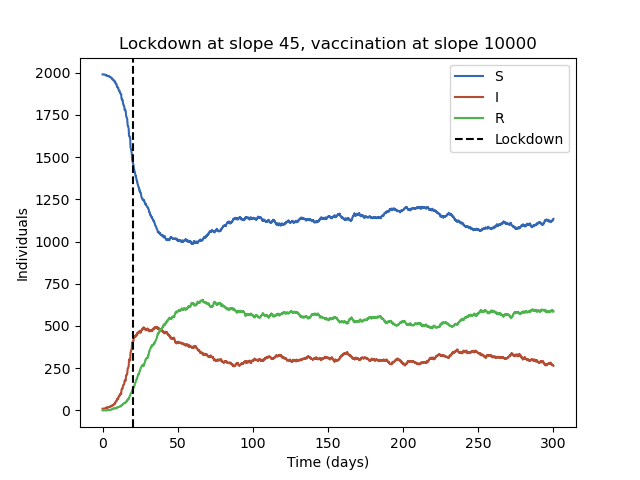 Lockdown at slope 45, vaccination at slope 10000
2000
1750
1500
1250
1000
750
500
250
0
Individuals
S
I
R
Lockdown
0 50 100 150 200 250 300
Time (days)